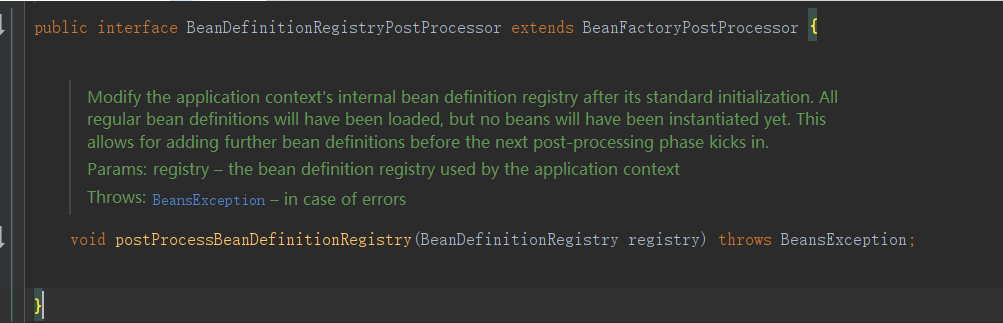 public interface BeanDefinitionRegistryPostProcessor extends BeanFactoryPostProcessor {
Modify the application context's internal bean definition registry after its standard initialization. All
regular bean definitions will have been loaded, but no beans will have been instantiated yet. This
allows for adding further bean definitions before the next post-processing phase kicks in.
Params: registry – the bean definition registry used by the application context
Throws: BeansException – in case of errors
void postProcessBeanDefinitionRegistry(BeanDefinitionRegistry registry) throws BeansException;
}